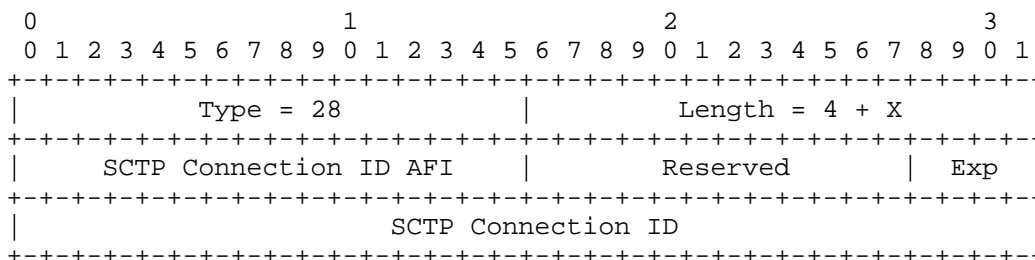 0 1 2 3
0 1 2 3 4 5 6 7 8 9 0 1 2 3 4 5 6 7 8 9 0 1 2 3 4 5 6 7 8 9 0 1
+-+-+-+-+-+-+-+-+-+-+-+-+-+-+-+-+-+-+-+-+-+-+-+-+-+-+-+-+-+-+-+-
| Type = 28 | Length = 4 + X
+-+-+-+-+-+-+-+-+-+-+-+-+-+-+-+-+-+-+-+-+-+-+-+-+-+-+-+-+-+-+-+-
| SCTP Connection ID AFI | Reserved | Exp
+-+-+-+-+-+-+-+-+-+-+-+-+-+-+-+-+-+-+-+-+-+-+-+-+-+-+-+-+-+-+-+-
| SCTP Connection ID
+-+-+-+-+-+-+-+-+-+-+-+-+-+-+-+-+-+-+-+-+-+-+-+-+-+-+-+-+-+-+-+-